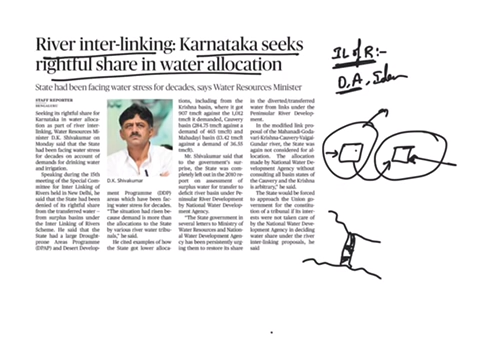 River inter-linking: Karnataka seeks
rightful share in water allocation
State had been facing water stress for decades, says Water Resources Minister
STAFF REPORTER
BENGALURU
Seeking its rightful share for
Karnataka in water alloca-
tion as part of river inter-
linking, Water Resources Mi-
nister D.K. Shivakumar on
Monday said that the State
had been facing water stress
for decades on account of
demands for drinking water
and irrigation.
Speaking during the 15th
meeting of the Special Com-
mittee for Inter Linking of
Rivers held in New Delhi, he
said that the State had been
denied of its rightful share
from the transferred water –
from surplus basins under
the Inter Linking of Rivers
Scheme. He said that the
State had a large Drought-
prone Areas Programme
(DPAP) and Desert Develop-
D.K. Shivakumar
ment Programme (DDP)
areas which have been fac-
ing water stress for decades.
"The situation had risen be-
cause demand is more than
the allocations to the State
by various river water tribu-
nals," he said.
He cited examples of how
the State got lower alloca-
tions, including from the
Krishna basin, where it got
907 tmcft against the 1,012
tmcft it demanded, Cauvery
basin (284.75 tmcft against a
demand of 465 tmcft) and
Mahadayi basin (13.42 tmcft
against a demand of 36.55
tmcft).
Mr. Shivakumar said that
to the government's sur-
prise, the State was com-
pletely left out in the 2010 re-
port on assessment of
surplus water for transfer to
deficit river basin under Pe-
ninsular River Development
by National Water Develop-
ment Agency.
"The State government in
several letters to Ministry of
Water Resources and Nation-
al Water Development Agen-
cy has been persistently urg-
ing them to restore its share
in the diverted/transferred
water from links under the
Peninsular River Develop-
ment.
In the modified link pro-
posal of the Mahanadi-Goda-
vari-Krishna-Cauvery-Vaigai-
Gundar river, the State was
again not considered for al-
location. The allocation
made by National Water De-
velopment Agency without
consulting all basin states of
the Cauvery and the Krishna
is arbitrary," he said.
The State would be forced
to approach the Union go-
vernment for the constitu-
tion of a tribunal if its inter-
ests were not taken care of
by the National Water Deve-
lopment Agency in deciding
water share under the river
inter-linking proposals, he
said
IL of R:-